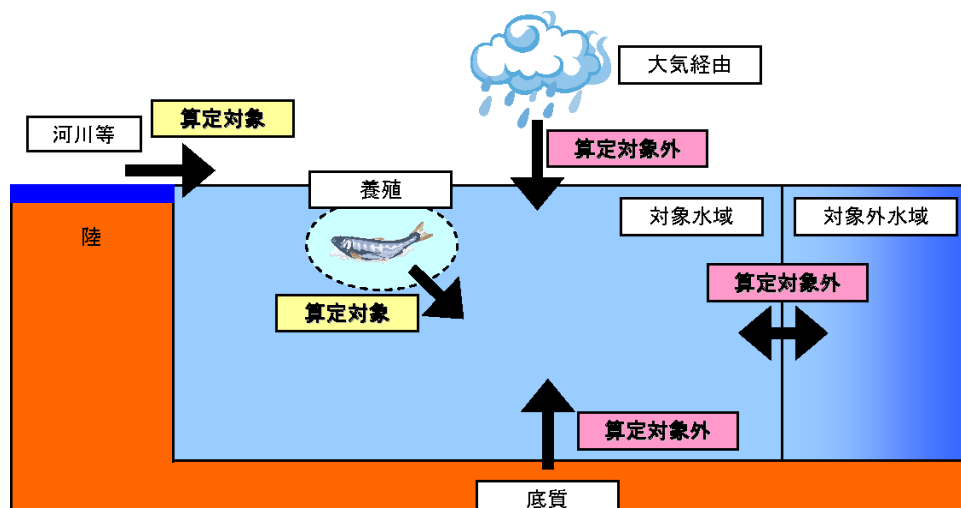 大気経由
算定対象
河川等
算定対象外
養殖
対象水域
対象外水域
陸
算定対象外
算定対象
算定対象外
底質